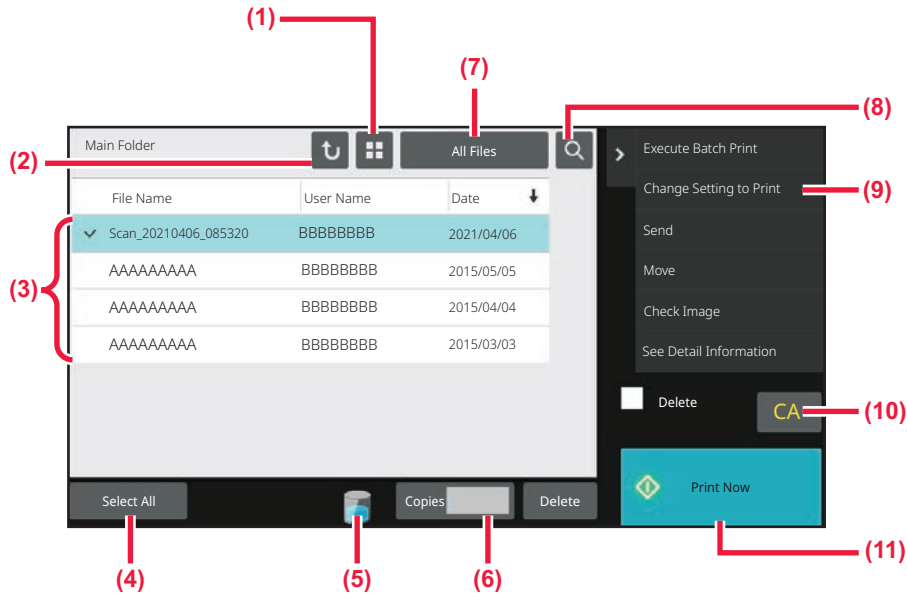 (1)
(7)
(8)
Main Folder
All Files
Execute Batch Print
(2)
Change Setting to Print
(9)
File Name User Name Date
Send
Scan_20210406_085320 BBBBBBBB 2021/04/06
AAAAAAAAA BBBBBBBB 2015/05/05
Move
(3)
AAAAAAAAA BBBBBBBB 2015/04/04
Check Image
AAAAAAAAA BBBBBBBB 2015/03/03
See Detail Information
Delete
CA
(10)
Print Now
Select All
Copies
Delete
(11)
(4)
(5)
(6)